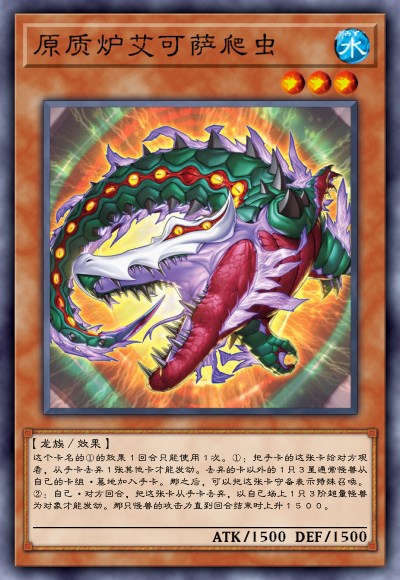 原质炉艾可萨爬虫
水
【龙族／效果】
这个卡名的①的效果1回合只能使用1次。①：把手卡的这张卡给对方观
看，从手卡丢弃1张其他卡才能发动。丢弃的卡以外的1只3星通常怪兽从
自己的卡组·墓地加入手卡。那之后，可以把这张卡守备表示特殊召唤。
②：自己·对方回合，把这张卡从手卡丢弃，以自己场上1只3阶超量怪兽
为对象才能发动。那只怪兽的攻击力直到回合结束时上升1500。
ATK/1500 DEF/1500